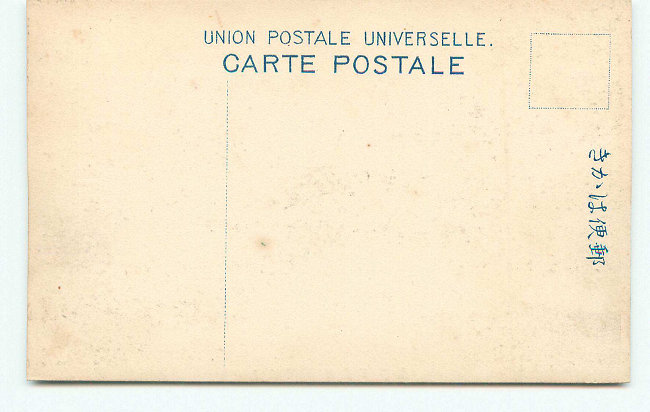 UNION POSTALE UNIVERSELLE.
CARTE POSTALE
きかは便郵